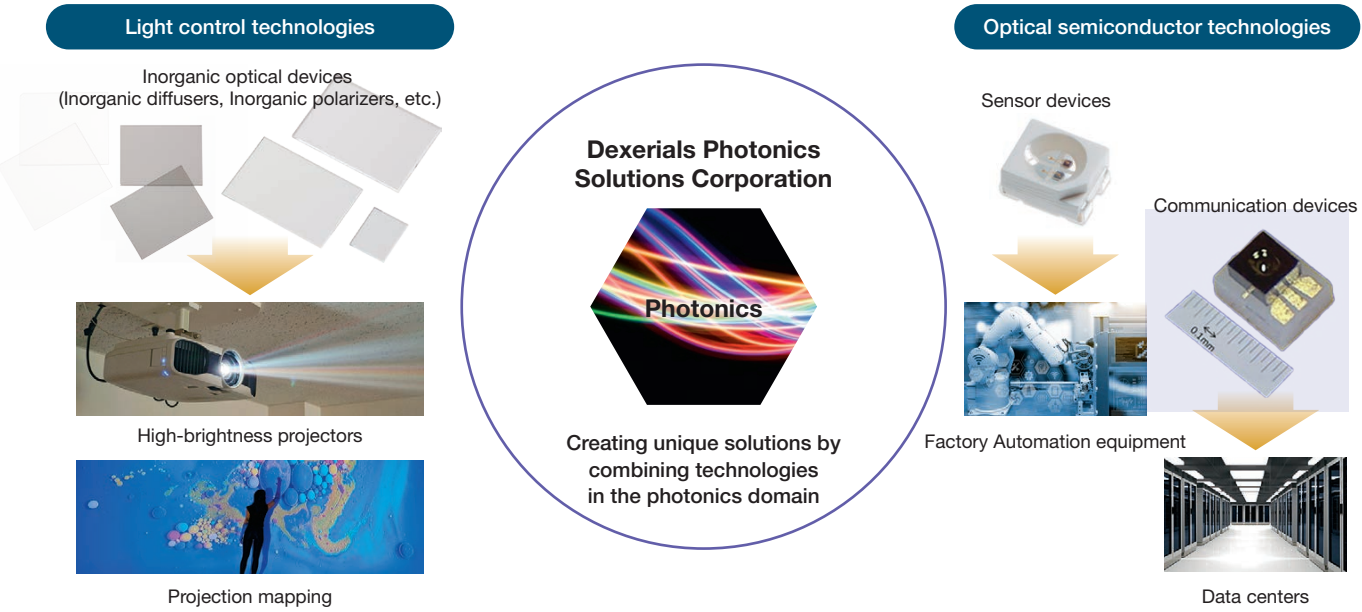 Light control technologies
Inorganic optical devices
(Inorganic diffusers, Inorganic polarizers, etc.)
High-brightness projectors
Projection mapping
Dexerials Photonics
Solutions Corporation
Photonics
Creating unique solutions by
combining technologies
in the photonics domain
Optical semiconductor technologies
Sensor devices
Communication devices
0.1mm
Factory Automation equipment
Data centers